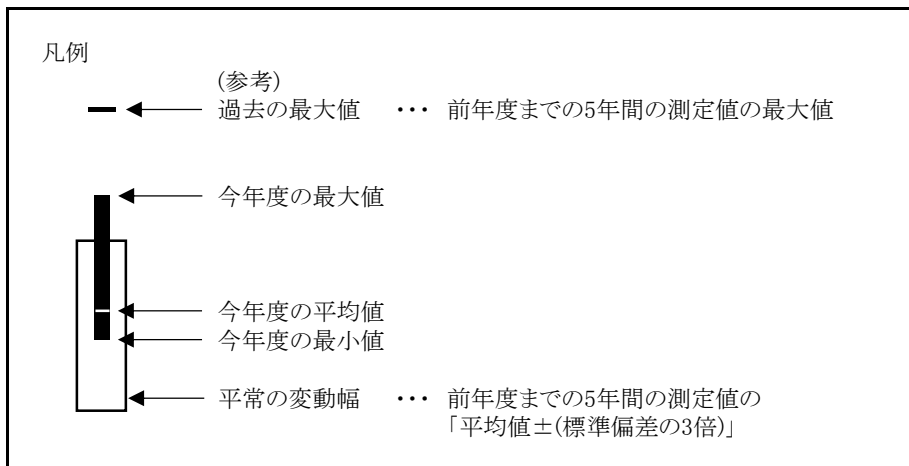 凡例
(参考)
過去の最大値 ・・・ 前年度までの5年間の測定値の最大値
今年度の最大値
今年度の平均値
今年度の最小値
平常の変動幅 ・・・ 前年度までの5年間の測定値の
「平均値±(標準偏差の3倍)」